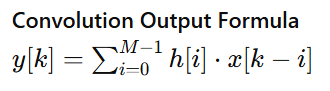 Convolution Output Formula
y[k] = ∑_{i=0}^{M−1} h[i] · x[k − i]